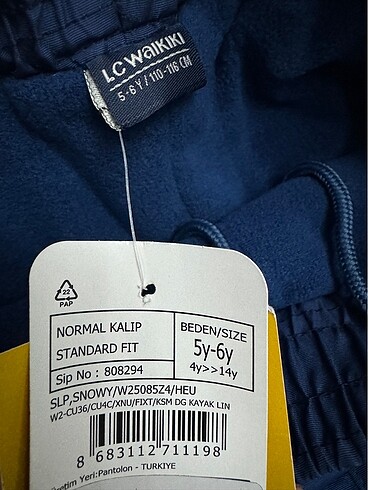 LC WAIKIKI
5-6 Y / 110-116 CM
22
PAP
NORMAL KALIP
STANDARD FIT
Sip No : 808294
BEDEN/SIZE
5y-6y
4y>>14y
SLP,SNOWY/W25085Z4/HEU
W2-CU36/CU4C/XNU/FIXT/KSM DG KAYAK LIN
8 683112 711198
Üretim Yeri:Pantolon - TURKIYE